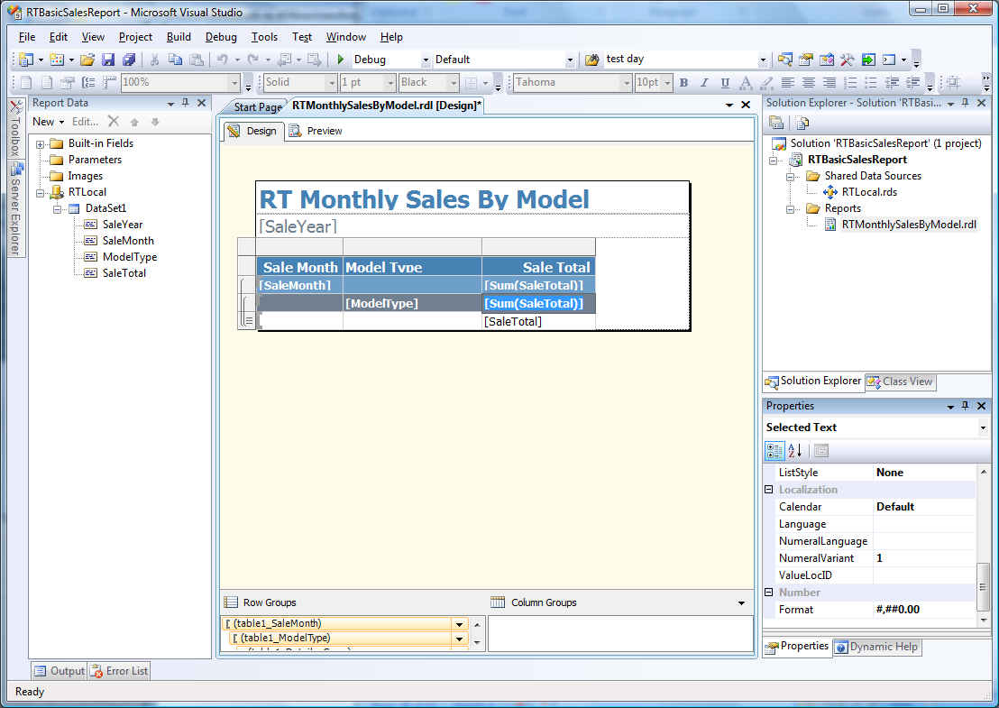 RTBasicSalesReport - Microsoft Visual Studio
File Edit View Project Build Debug Tools Test Window Help
Debug Default test day
100% Solid 1 pt Black Tahoma 10pt B I U A
Toolbox
Server Explorer
Report Data
New Edit...
Built-in Fields
Parameters
Images
RTLocal
DataSet1
SaleYear
SaleMonth
ModelType
SaleTotal
Start Page RTMonthlySalesByModel.rdl [Design]*
Design Preview
RT Monthly Sales By Model
[SaleYear]
Sale Month Model Type Sale Total
[SaleMonth] [Sum(SaleTotal)]
[ModelType] [Sum(SaleTotal)]
[SaleTotal]
Row Groups Column Groups
(table1_SaleMonth)
(table1_ModelType)
Solution Explorer - Solution 'RTBasi...
Solution 'RTBasicSalesReport' (1 project)
RTBasicSalesReport
Shared Data Sources
RTLocal.rds
Reports
RTMonthlySalesByModel.rdl
Solution Explorer Class View
Properties
Selected Text
ListStyle None
Localization
Calendar Default
Language
NumeralLanguage
NumeralVariant 1
ValueLocID
Number
Format #,##0.00
Properties Dynamic Help
Output Error List
Ready